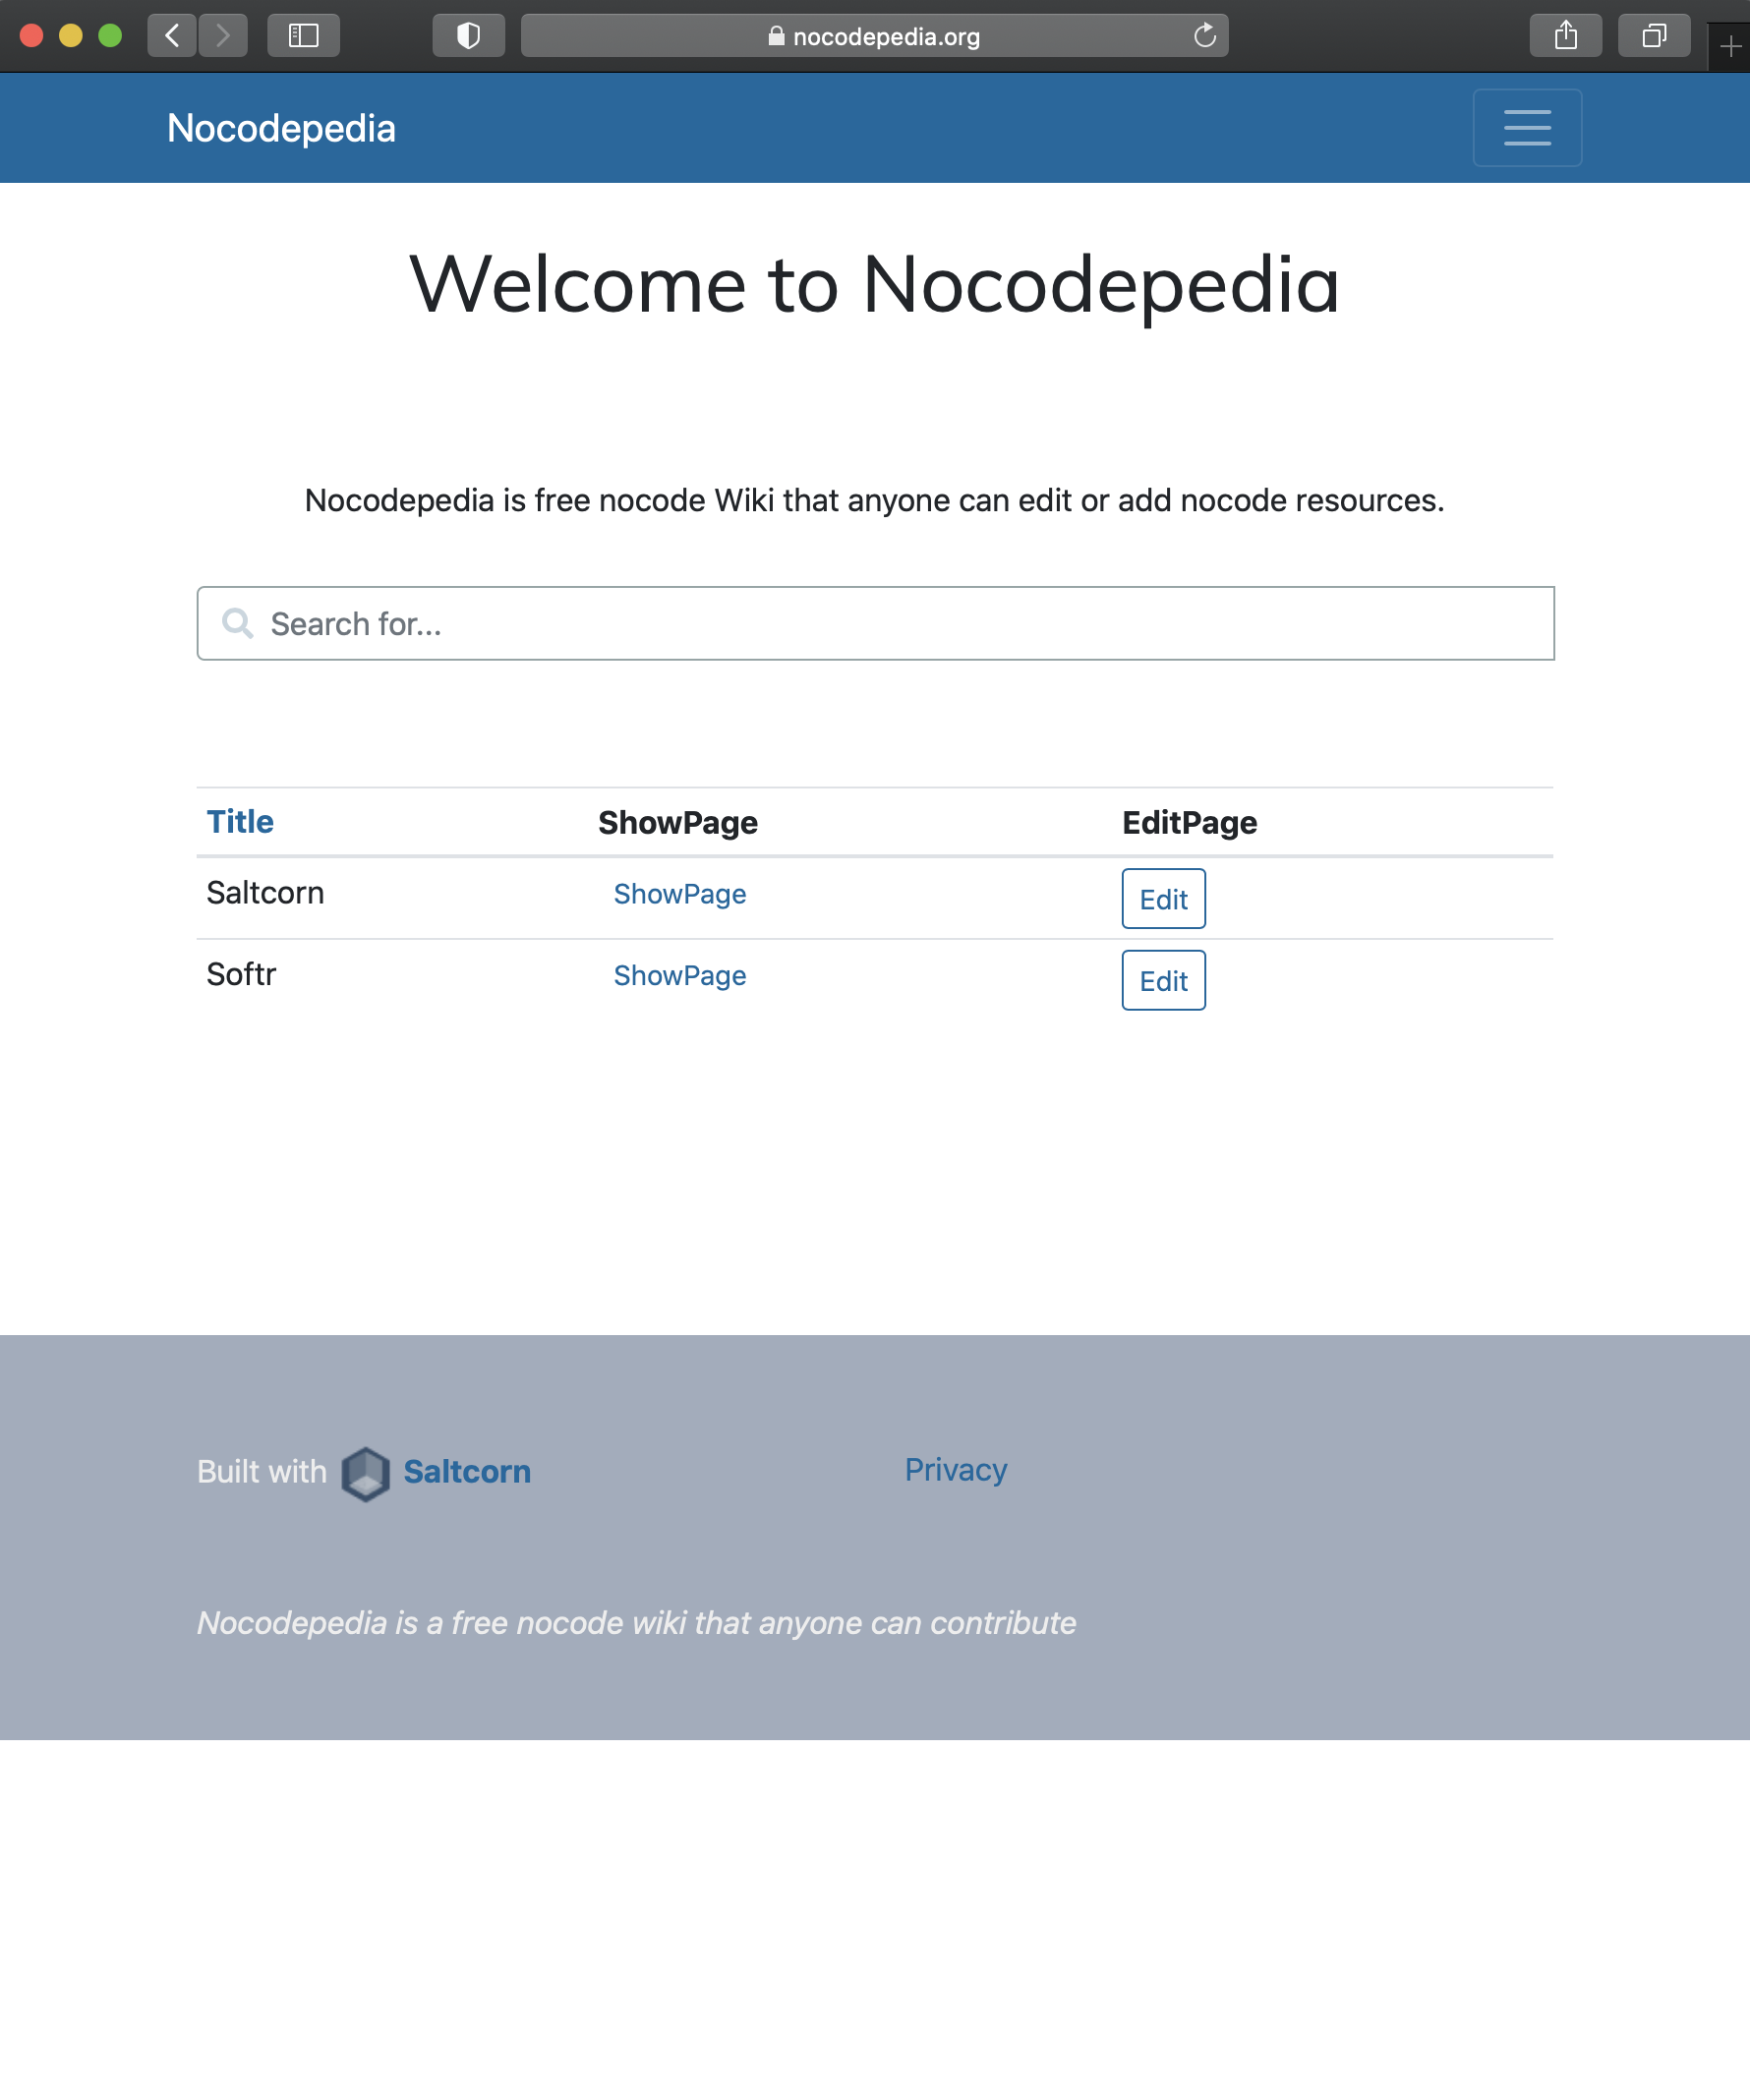 nocodepedia.org
Nocodepedia
Welcome to Nocodepedia
Nocodepedia is free nocode Wiki that anyone can edit or add nocode resources.
Search for...
Title ShowPage EditPage
Saltcorn ShowPage Edit
Softr ShowPage Edit
Built with Saltcorn Privacy
Nocodepedia is a free nocode wiki that anyone can contribute